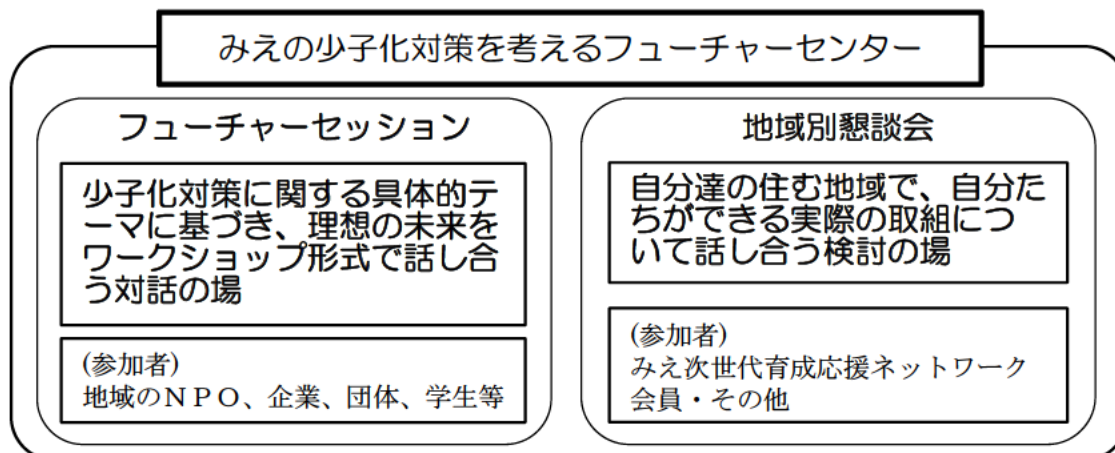 みえの少子化対策を考えるフューチャーセンター
フューチャーセッション
少子化対策に関する具体的テ
ーマに基づき、理想の未来を
ワークショップ形式で話し合
う対話の場
(参加者)
地域のＮＰＯ、企業、団体、学生等
地域別懇談会
自分達の住む地域で、自分た
ちができる実際の取組につ
いて話し合う検討の場
(参加者)
みえ次世代育成応援ネットワーク
会員・その他